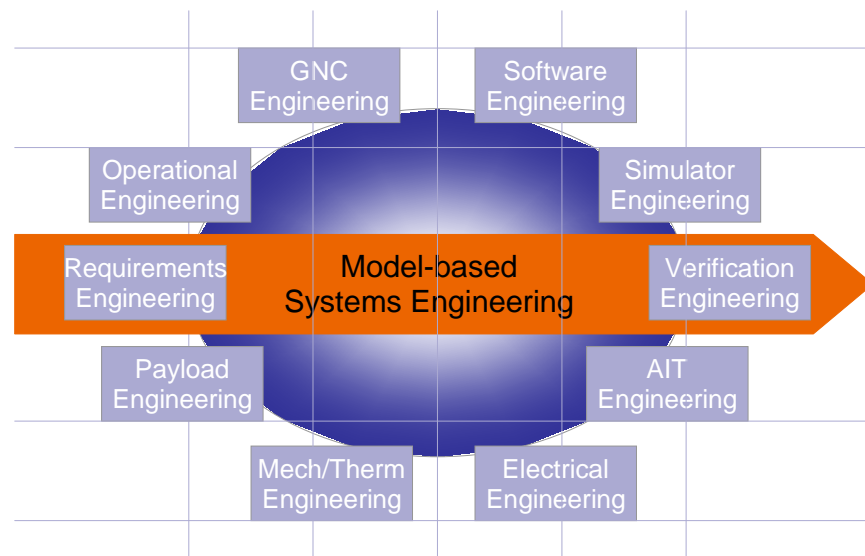 GNC
Engineering
Software
Engineering
Operational
Engineering
Simulator
Engineering
Requirements
Engineering
Model-based
Systems Engineering
Verification
Engineering
Payload
Engineering
AIT
Engineering
Mech/Therm
Engineering
Electrical
Engineering